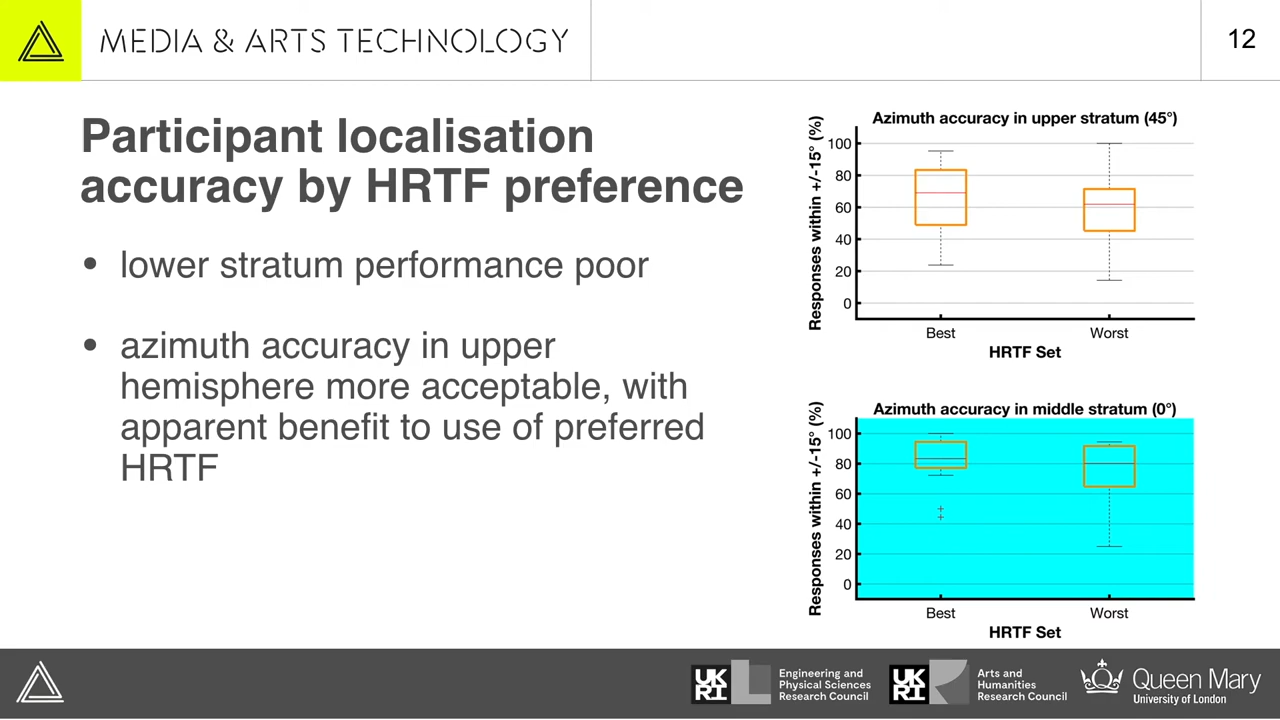 MEDIA & ARTS TECHNOLOGY
12
Participant localisation
accuracy by HRTF preference
• lower stratum performance poor
• azimuth accuracy in upper
hemisphere more acceptable, with
apparent benefit to use of preferred
HRTF
Azimuth accuracy in upper stratum (45°)
Responses within +/-15° (%)
100
80
60
40
20
0
Best
Worst
HRTF Set
Azimuth accuracy in middle stratum (0°)
Responses within +/-15° (%)
100
80
60
40
20
0
Best
Worst
HRTF Set
UK
RI
Engineering and
Physical Sciences
Research Council
UK
RI
Arts and
Humanities
Research Council
Queen Mary
University of London